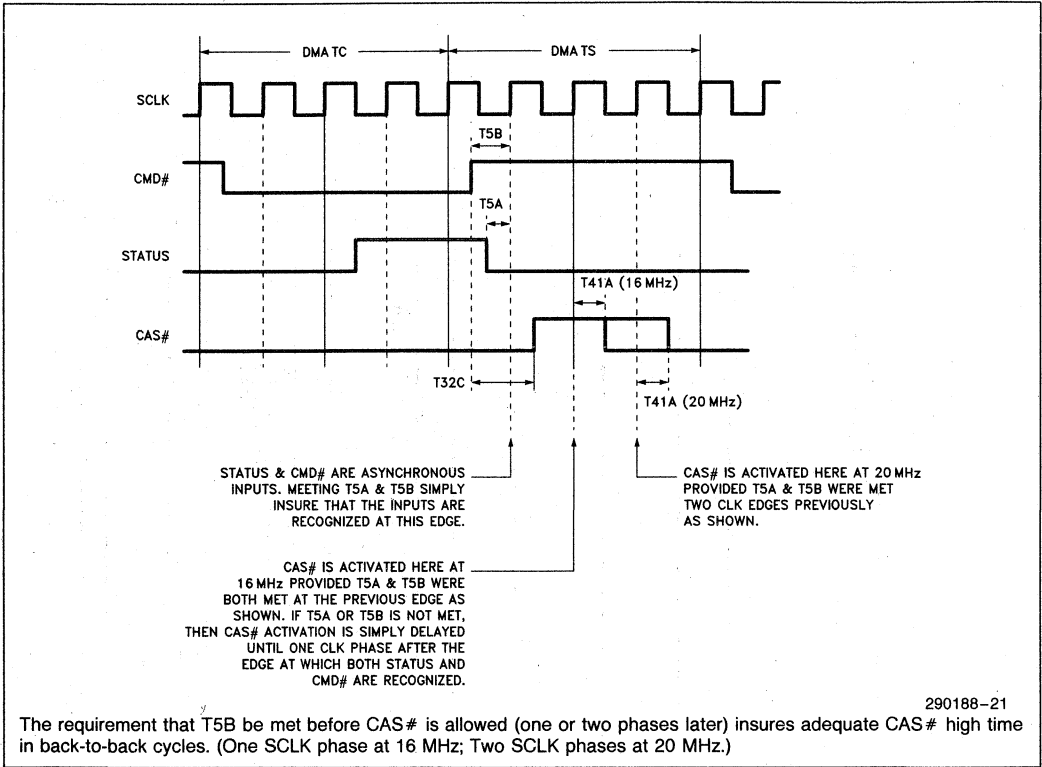 DMA TC
DMA TS
SCLK
T5B
CMD#
T5A
STATUS
T41A (16 MHz)
CAS#
T32C
T41A (20 MHz)
STATUS & CMD# ARE ASYNCHRONOUS
INPUTS. MEETING T5A & T5B SIMPLY
INSURE THAT THE INPUTS ARE
RECOGNIZED AT THIS EDGE.
CAS# IS ACTIVATED HERE AT 20 MHz
PROVIDED T5A & T5B WERE MET
TWO CLK EDGES PREVIOUSLY
AS SHOWN.
CAS# IS ACTIVATED HERE AT
16 MHz PROVIDED T5A & T5B WERE
BOTH MET AT THE PREVIOUS EDGE AS
SHOWN. IF T5A OR T5B IS NOT MET,
THEN CAS# ACTIVATION IS SIMPLY DELAYED
UNTIL ONE CLK PHASE AFTER THE
EDGE AT WHICH BOTH STATUS AND
CMD# ARE RECOGNIZED.
290188-21
The requirement that T5B be met before CAS# is allowed (one or two phases later) insures adequate CAS# high time
in back-to-back cycles. (One SCLK phase at 16 MHz; Two SCLK phases at 20 MHz.)